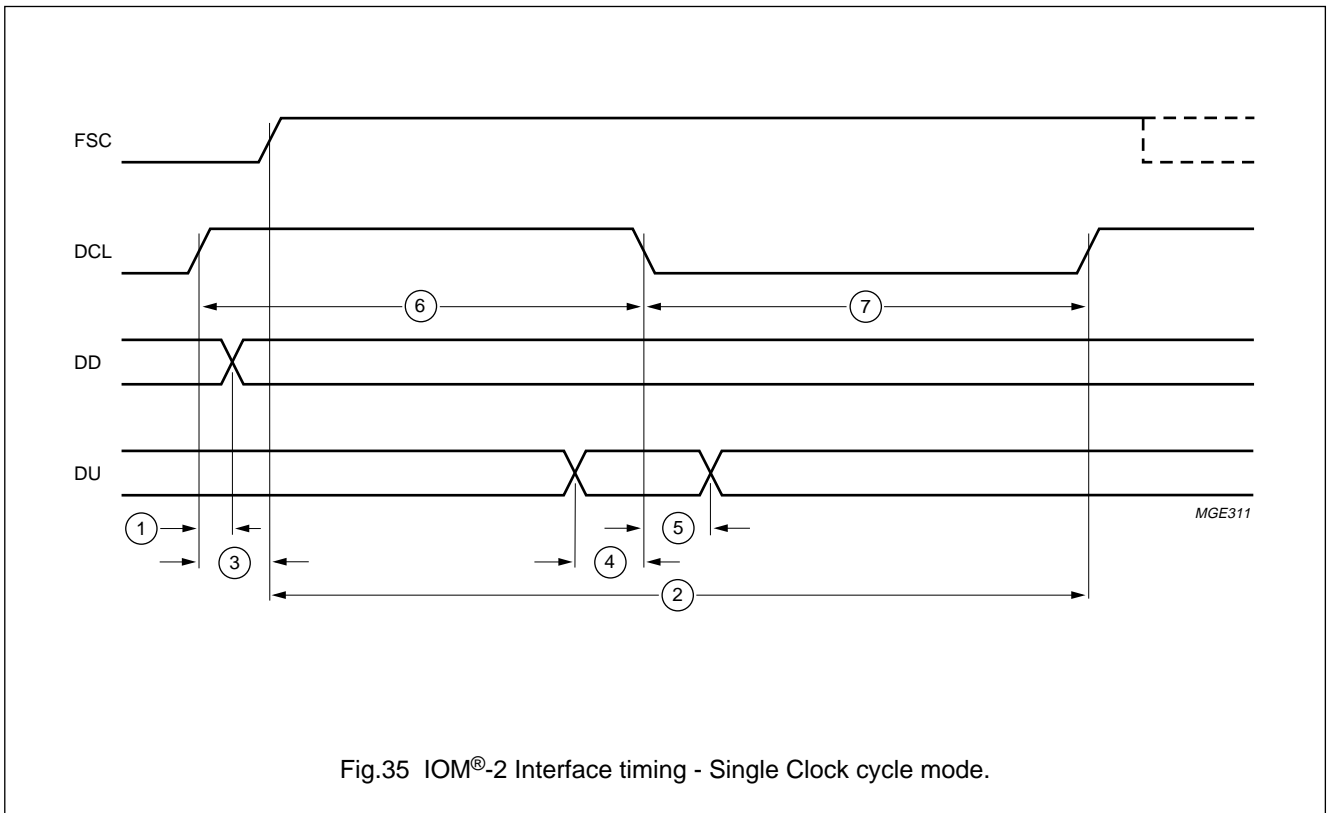 FSC
DCL
6
7
DD
DU
MGE311
1
5
3
4
2
Fig.35 IOM®-2 Interface timing - Single Clock cycle mode.